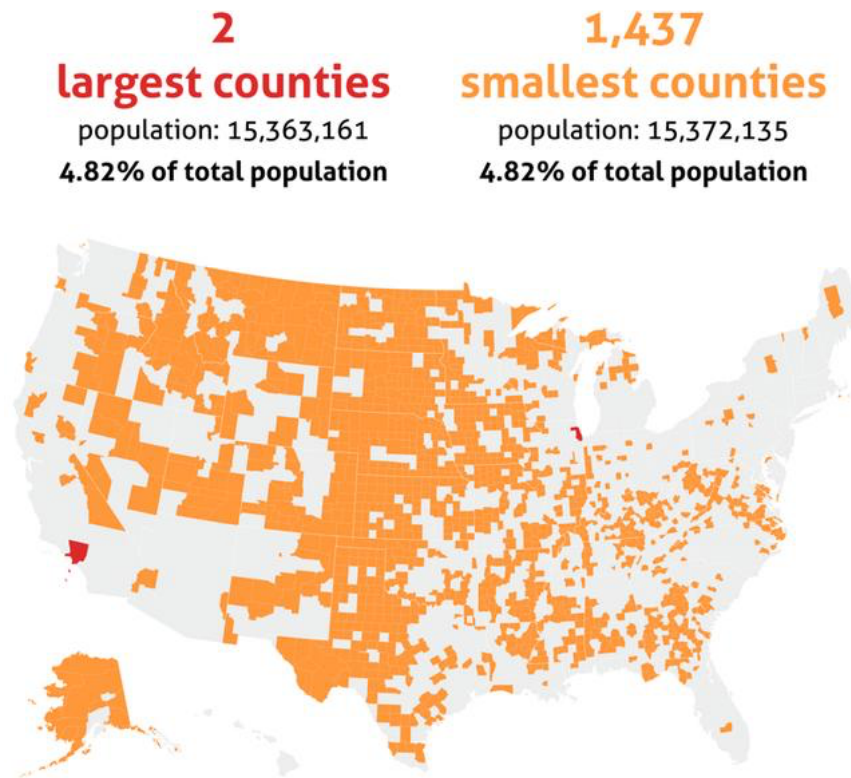 2
largest counties
population: 15,363,161
4.82% of total population
1,437
smallest counties
population: 15,372,135
4.82% of total population